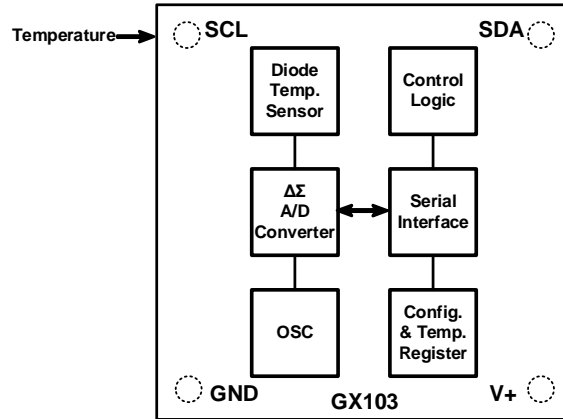 Temperature
SCL
SDA
Diode
Temp.
Sensor
Control
Logic
ΔΣ
A/D
Converter
Serial
Interface
OSC
Config.
& Temp.
Register
GND
GX103
V+